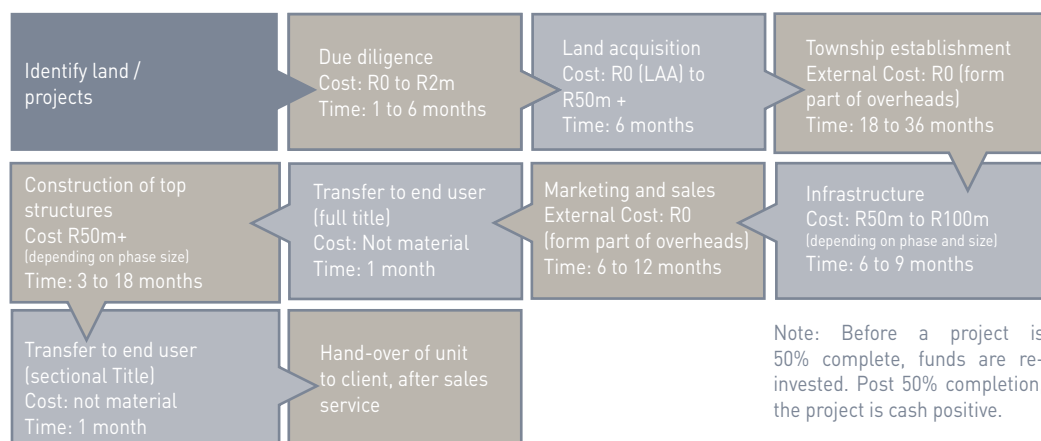 Identify land /
projects
Due diligence
Cost: R0 to R2m
Time: 1 to 6 months
Land acquisition
Cost: R0 (LAA) to
R50m +
Time: 6 months
Township establishment
External Cost: R0 (form
part of overheads)
Time: 18 to 36 months
Infrastructure
Cost: R50m to R100m
(depending on phase and size)
Time: 6 to 9 months
Marketing and sales
External Cost: R0
(form part of overheads)
Time: 6 to 12 months
Transfer to end user
(full title)
Cost: Not material
Time: 1 month
Construction of top
structures
Cost R50m+
(depending on phase size)
Time: 3 to 18 months
Transfer to end user
(sectional Title)
Cost: not material
Time: 1 month
Hand-over of unit
to client, after sales
service
Note: Before a project is
50% complete, funds are re-
invested. Post 50% completion
the project is cash positive.